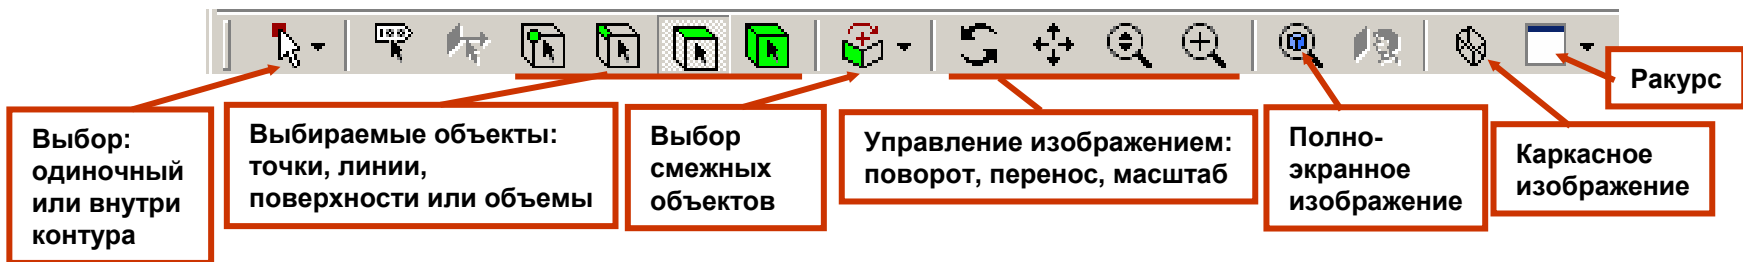 Ракурс
Выбор:
одиночный
или внутри
контура
Выбираемые объекты:
точки, линии,
поверхности или объемы
Выбор
смежных
объектов
Управление изображением:
поворот, перенос, масштаб
Полно-
экранное
изображение
Каркасное
изображение